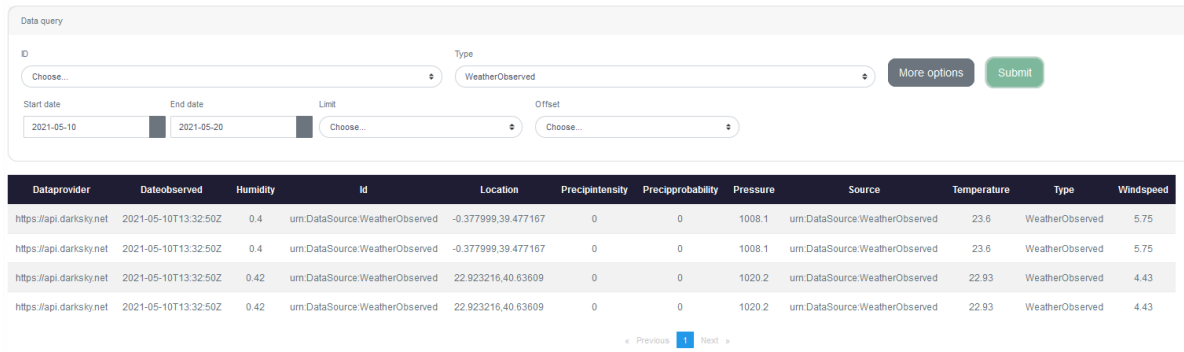 Data query
ID Type
Choose... WeatherObserved More options Submit
Start date End date Limit Offset
2021-05-10 2021-05-20 Choose... Choose...
Dataprovider Dateobserved Humidity Id Location Precipintensity Precipprobability Pressure Source Temperature Type Windspeed
https://api.darksky.net 2021-05-10T13:32:50Z 0.4 urn:DataSource:WeatherObserved -0.377999,39.477167 0 0 1008.1 urn:DataSource:WeatherObserved 23.6 WeatherObserved 5.75
https://api.darksky.net 2021-05-10T13:32:50Z 0.4 urn:DataSource:WeatherObserved -0.377999,39.477167 0 0 1008.1 urn:DataSource:WeatherObserved 23.6 WeatherObserved 5.75
https://api.darksky.net 2021-05-10T13:32:50Z 0.42 urn:DataSource:WeatherObserved 22.923216,40.63609 0 0 1020.2 urn:DataSource:WeatherObserved 22.93 WeatherObserved 4.43
https://api.darksky.net 2021-05-10T13:32:50Z 0.42 urn:DataSource:WeatherObserved 22.923216,40.63609 0 0 1020.2 urn:DataSource:WeatherObserved 22.93 WeatherObserved 4.43
« Previous 1 Next »